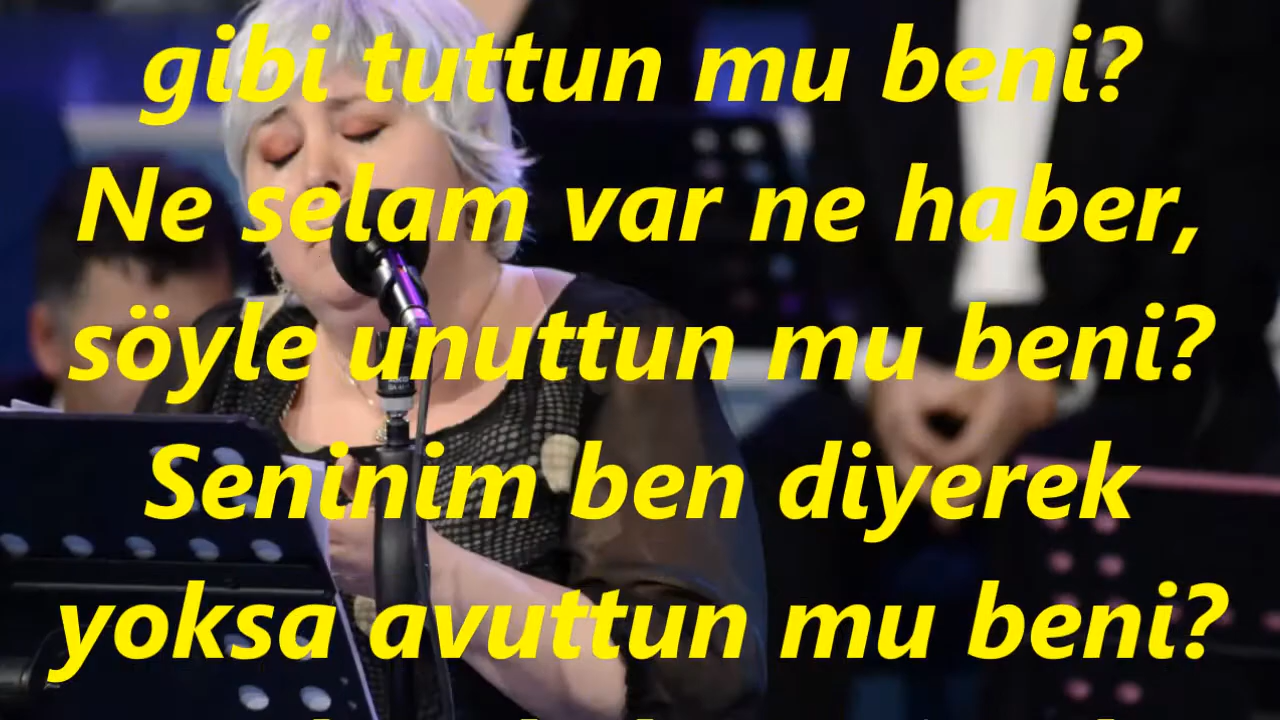 gibi tuttun mu beni?
Ne selam var ne haber,
söyle unuttun mu beni?
Seninim ben diyerek
yoksa avuttun mu beni?